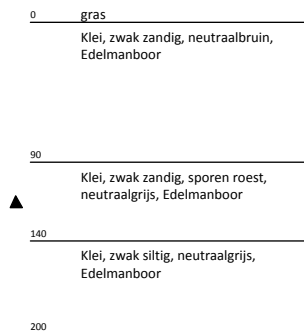 0 gras
Klei, zwak zandig, neutraalbruin,
Edelmanboor
90
Klei, zwak zandig, sporen roest,
neutraalgrijs, Edelmanboor
140
Klei, zwak siltig, neutraalgrijs,
Edelmanboor
200